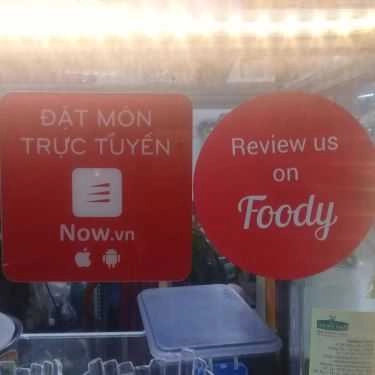 ĐẶT MÓN
TRỰC TUYẾN
Now.vn
Review us
on
Foody